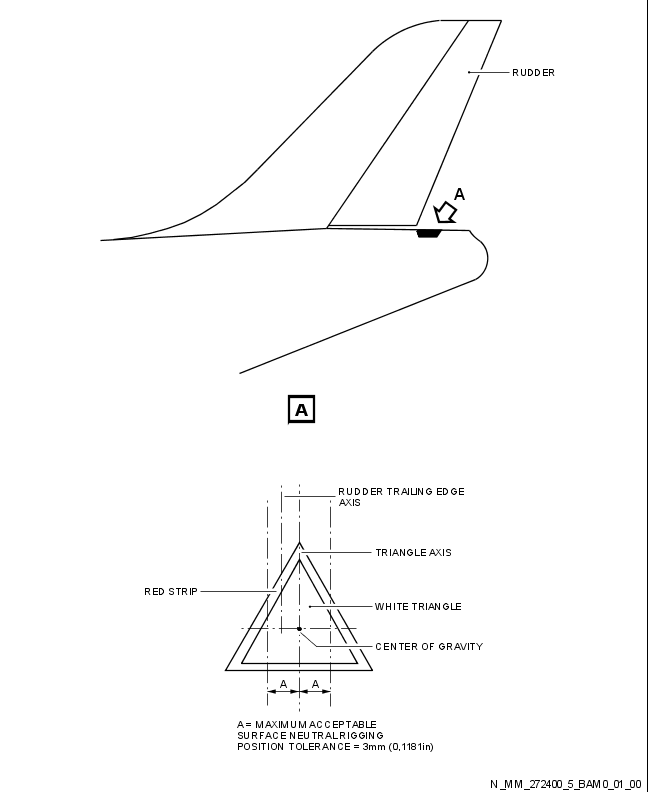 RUDDER
A
A
RUDDER TRAILING EDGE
AXIS
TRIANGLE AXIS
RED STRIP
WHITE TRIANGLE
CENTER OF GRAVITY
A A
A = MAXIMUM ACCEPTABLE
SURFACE NEUTRAL RIGGING
POSITION TOLERANCE = 3mm (0,1181in)
N_MM_272400_5_BAM0_01_00